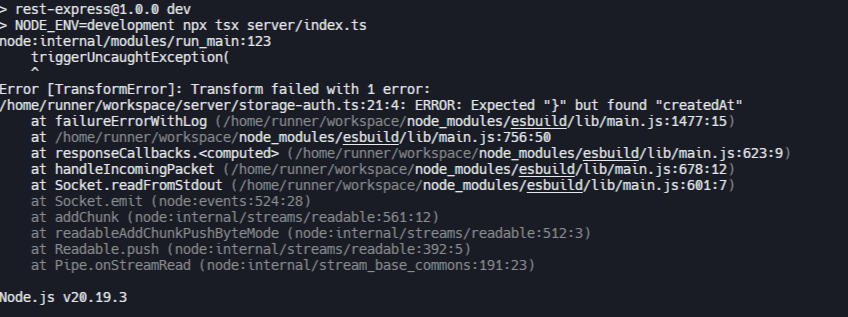 > rest-express@1.0.0 dev
> NODE_ENV=development npx tsx server/index.ts
node:internal/modules/run_main:123
    triggerUncaughtException(
    ^
Error [TransformError]: Transform failed with 1 error:
/home/runner/workspace/server/storage-auth.ts:21:4: ERROR: Expected "}" but found "createdAt"
    at failureErrorWithLog (/home/runner/workspace/node_modules/esbuild/lib/main.js:1477:15)
    at /home/runner/workspace/node_modules/esbuild/lib/main.js:756:50
    at responseCallbacks.<computed> (/home/runner/workspace/node_modules/esbuild/lib/main.js:623:9)
    at handleIncomingPacket (/home/runner/workspace/node_modules/esbuild/lib/main.js:678:12)
    at Socket.readFromStdout (/home/runner/workspace/node_modules/esbuild/lib/main.js:601:7)
    at Socket.emit (node:events:524:28)
    at addChunk (node:internal/streams/readable:561:12)
    at readableAddChunkPushByteMode (node:internal/streams/readable:512:3)
    at Readable.push (node:internal/streams/readable:392:5)
    at Pipe.onStreamRead (node:internal/stream_base_commons:191:23)
Node.js v20.19.3